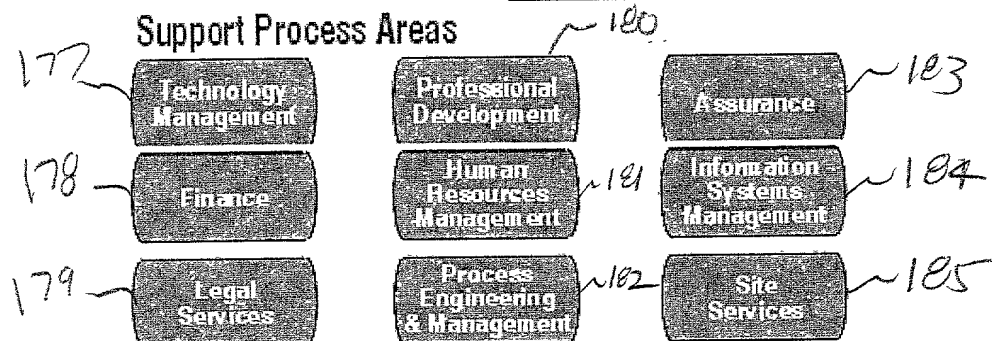 Support Process Areas
180
177
Technology
Management
Professional
Development
Assurance
183
178
Finance
Human
Resources
Management
181
Information
Systems
Management
184
179
Legal
Services
Process
Engineering
& Management
182
Site
Services
185